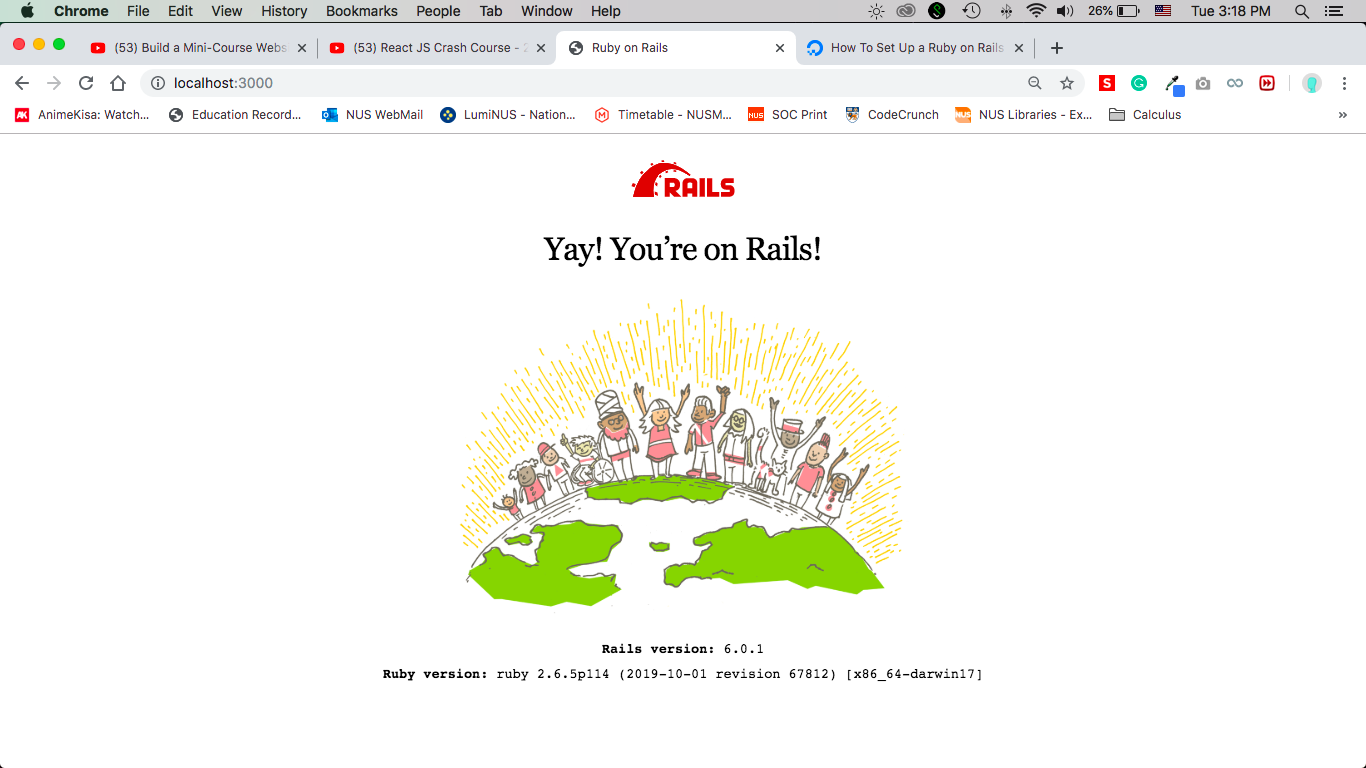 Chrome File Edit View History Bookmarks People Tab Window Help 26% Tue 3:18 PM
(53) Build a Mini-Course Webs (53) React JS Crash Course - 2 Ruby on Rails How To Set Up a Ruby on Rails
localhost:3000
AnimeKisa: Watch... Education Record... NUS WebMail LumiNUS - Nation... Timetable - NUSM... SOC Print CodeCrunch NUS Libraries - Ex... Calculus
RAILS
Yay! You’re on Rails!
Rails version: 6.0.1
Ruby version: ruby 2.6.5p114 (2019-10-01 revision 67812) [x86_64-darwin17]